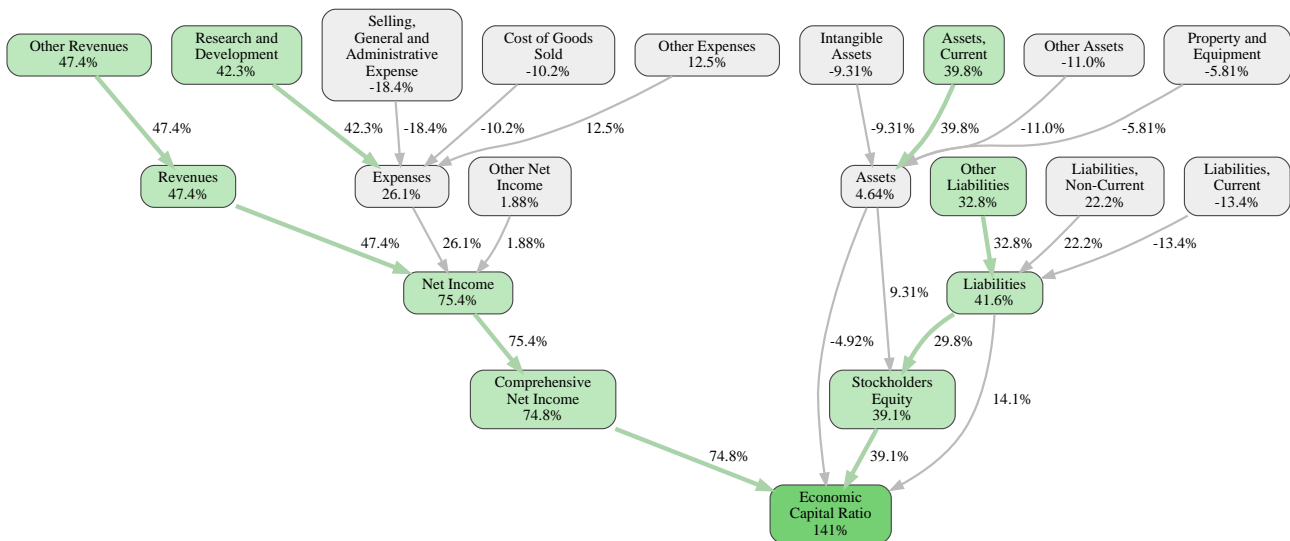 Other Revenues
47.4%
Research and
Development
42.3%
Selling,
General and
Administrative
Expense
-18.4%
Cost of Goods
Sold
-10.2%
Other Expenses
12.5%
Intangible
Assets
-9.31%
Assets,
Current
39.8%
Other Assets
-11.0%
Property and
Equipment
-5.81%
47.4%
42.3%
-18.4%
-10.2%
12.5%
-9.31%
39.8%
-11.0%
-5.81%
Revenues
47.4%
Expenses
26.1%
Other Net
Income
1.88%
Assets
4.64%
Other
Liabilities
32.8%
Liabilities,
Non-Current
22.2%
Liabilities,
Current
-13.4%
47.4%
26.1%
1.88%
32.8%
22.2%
-13.4%
Net Income
75.4%
9.31%
Liabilities
41.6%
75.4%
-4.92%
29.8%
Comprehensive
Net Income
74.8%
Stockholders
Equity
39.1%
14.1%
74.8%
39.1%
Economic
Capital Ratio
141%